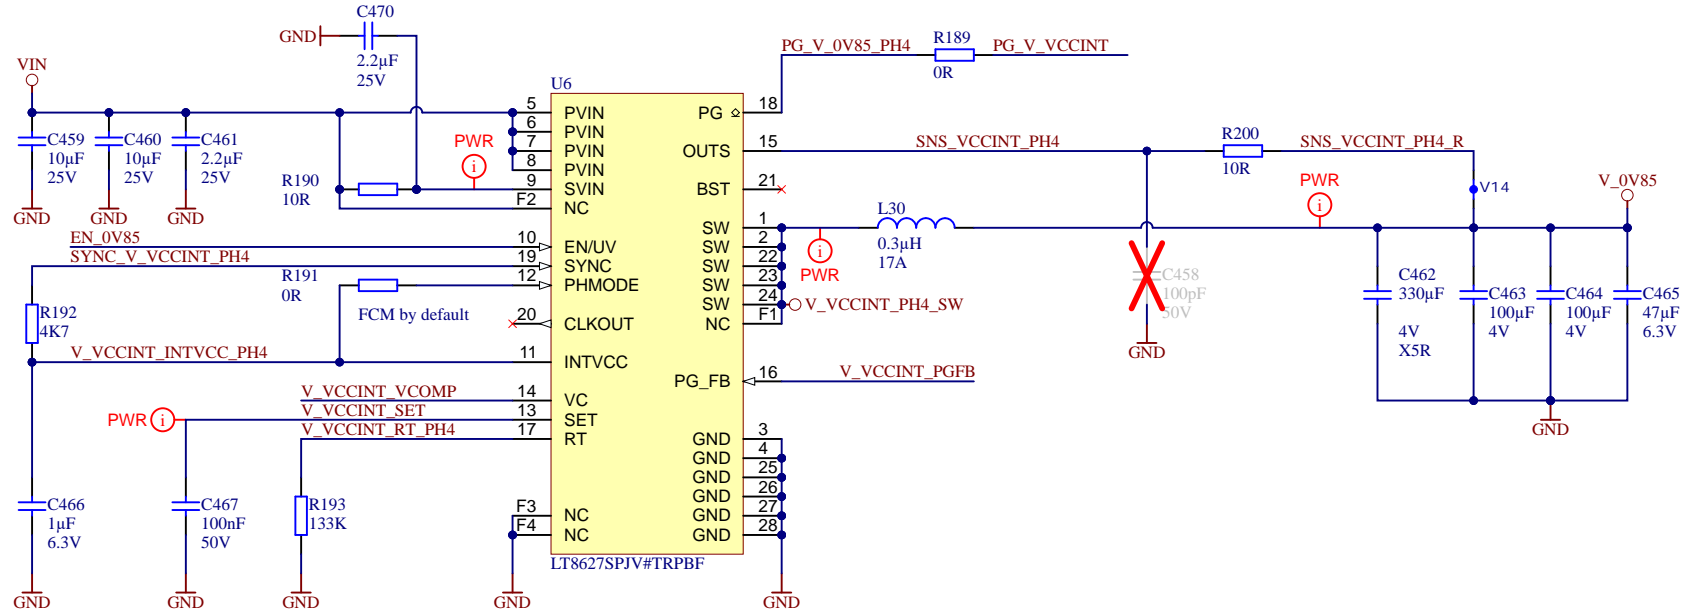 C470
GND
2.2µF
25V
VIN
C459
10µF
25V
GND
C460
10µF
25V
GND
C461
2.2µF
25V
GND
R190
10R
PWR
i
EN_0V85
SYNC_V_VCCINT_PH4
R191
0R
FCM by default
R192
4K7
V_VCCINT_INTVCC_PH4
V_VCCINT_VCOMP
V_VCCINT_SET
V_VCCINT_RT_PH4
PWR
i
C466
1µF
6.3V
GND
C467
100nF
50V
GND
R193
133K
GND
GND
U6
5 PVIN
6 PVIN
7 PVIN
8 PVIN
9 SVIN
F2 NC
10 EN/UV
19 SYNC
12 PHMODE
20 CLKOUT
11 INTVCC
14 VC
13 SET
17 RT
F3 NC
F4 NC
PG 18
OUTS 15
BST 21
SW 1
SW 2
SW 22
SW 23
SW 24
NC F1
PG_FB 16
GND 3
GND 4
GND 25
GND 26
GND 27
GND 28
LT8627SPJV#TRPBF
GND
PG_V_0V85_PH4
R189
0R
PG_V_VCCINT
SNS_VCCINT_PH4
R200
10R
SNS_VCCINT_PH4_R
V14
PWR
i
V_0V85
L30
0.3µH
17A
i
PWR
V_VCCINT_PH4_SW
C458
100pF
50V
GND
V_VCCINT_PGFB
C462
330µF
4V
X5R
C463
100µF
4V
C464
100µF
4V
C465
47µF
6.3V
GND